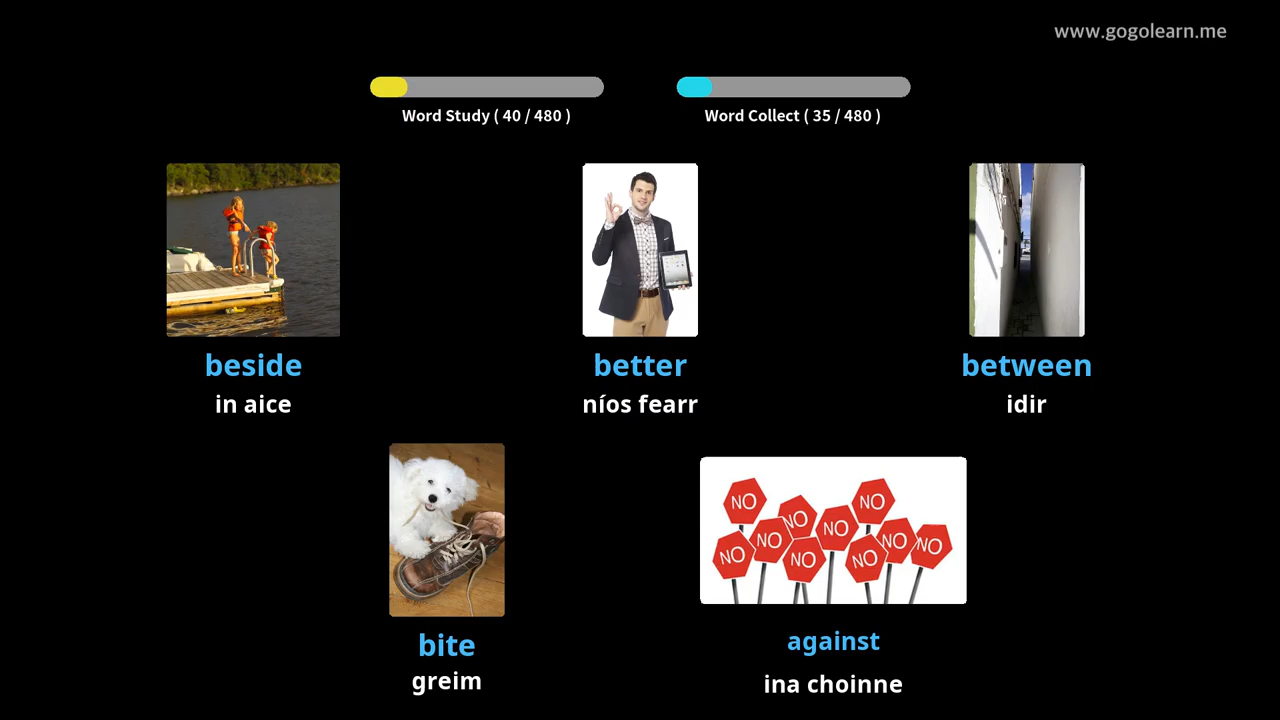 www.gogolearn.me
Word Study ( 40 / 480 )
Word Collect ( 35 / 480 )
beside
better
between
in aice
níos fearr
idir
NO
NO
NO
NO
NO
NO
NO
NO
NO
NO
bite
against
greim
ina choinne